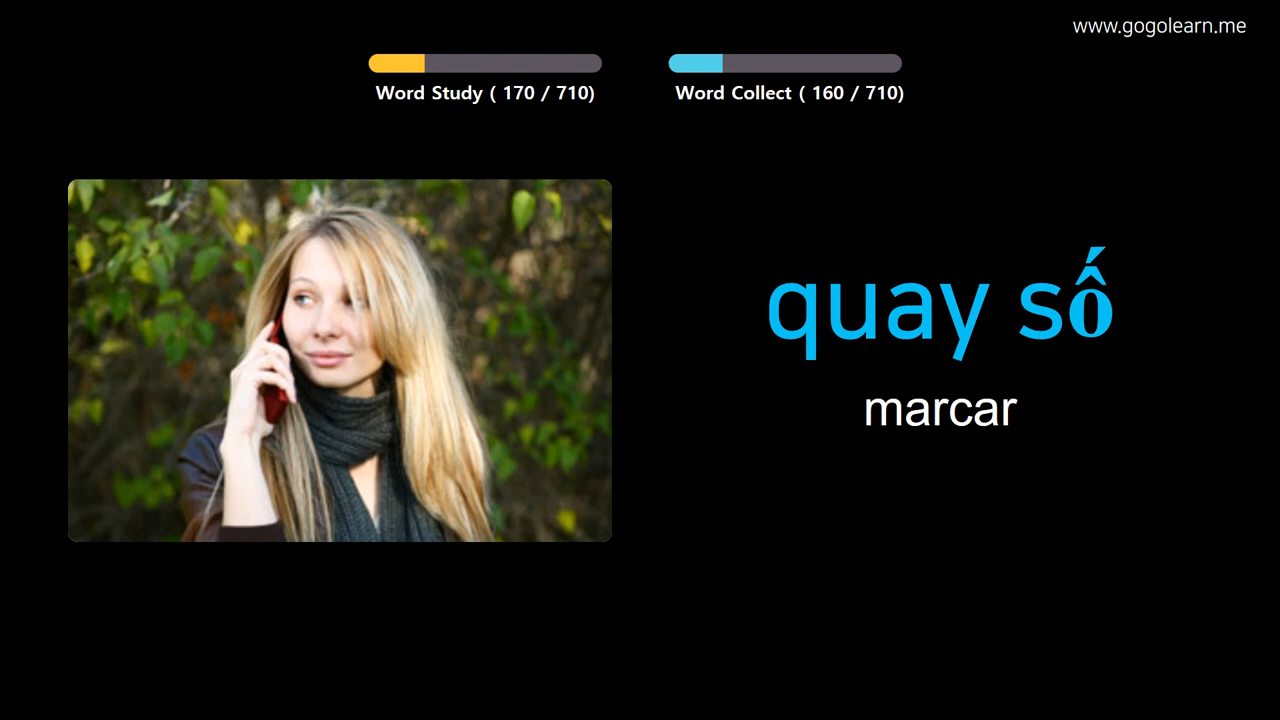 www.gogolearn.me
Word Study ( 170 / 710)
Word Collect ( 160 / 710)
quay số
marcar